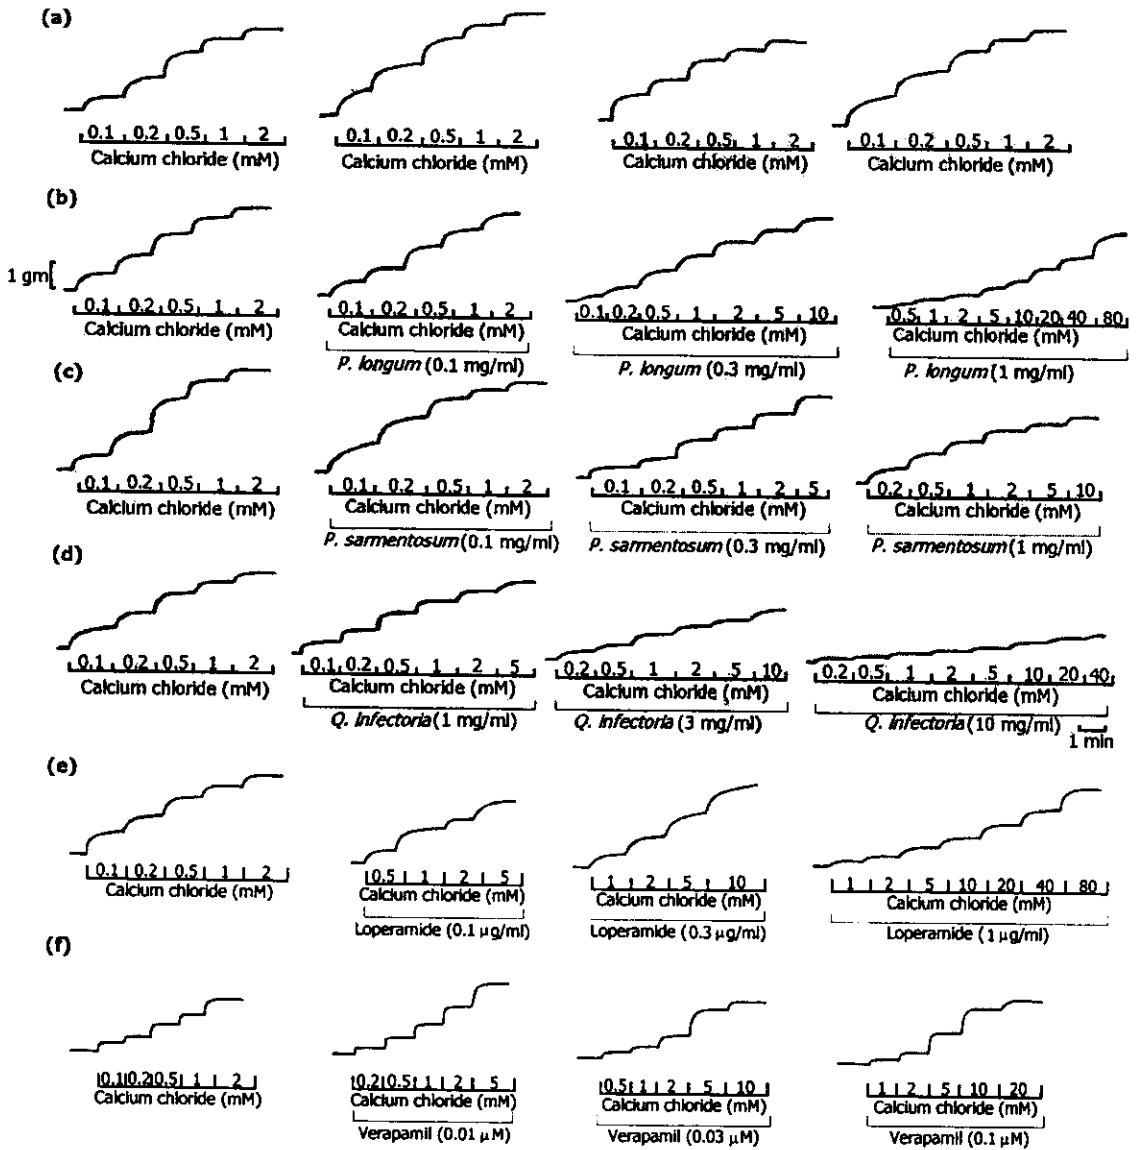 (a)
0.1 0.2 0.5 1 2 0.1 0.2 0.5 1 2 0.1 0.2 0.5 1 2 0.1 0.2 0.5 1 2
Calcium chloride (mM) Calcium chloride (mM) Calcium chloride (mM) Calcium chloride (mM)
(b)
1 gm
0.1 0.2 0.5 1 2 0.1 0.2 0.5 1 2 0.1 0.2 0.5 1 2 5 10 0.5 1 2 5 10 20 40 80
Calcium chloride (mM) Calcium chloride (mM) Calcium chloride (mM) Calcium chloride (mM)
P. longum (0.1 mg/ml) P. longum (0.3 mg/ml) P. longum (1 mg/ml)
(c)
0.1 0.2 0.5 1 2 0.1 0.2 0.5 1 2 0.1 0.2 0.5 1 2 5 0.2 0.5 1 2 5 10
Calcium chloride (mM) Calcium chloride (mM) Calcium chloride (mM) Calcium chloride (mM)
P. sarmentosum (0.1 mg/ml) P. sarmentosum (0.3 mg/ml) P. sarmentosum (1 mg/ml)
(d)
0.1 0.2 0.5 1 2 0.1 0.2 0.5 1 2 5 0.2 0.5 1 2 5 10 0.2 0.5 1 2 5 10 20 40
Calcium chloride (mM) Calcium chloride (mM) Calcium chloride (mM) Calcium chloride (mM)
Q. infectoria (1 mg/ml) Q. infectoria (3 mg/ml) Q. infectoria (10 mg/ml)
1 min
(e)
0.1 0.2 0.5 1 2 0.5 1 2 5 1 2 5 10 1 2 5 10 20 40 80
Calcium chloride (mM) Calcium chloride (mM) Calcium chloride (mM) Calcium chloride (mM)
Loperamide (0.1 µg/ml) Loperamide (0.3 µg/ml) Loperamide (1 µg/ml)
(f)
0.1 0.2 0.5 1 2 0.2 0.5 1 2 5 0.5 1 2 5 10 1 2 5 10 20
Calcium chloride (mM) Calcium chloride (mM) Calcium chloride (mM) Calcium chloride (mM)
Verapamil (0.01 µM) Verapamil (0.03 µM) Verapamil (0.1 µM)